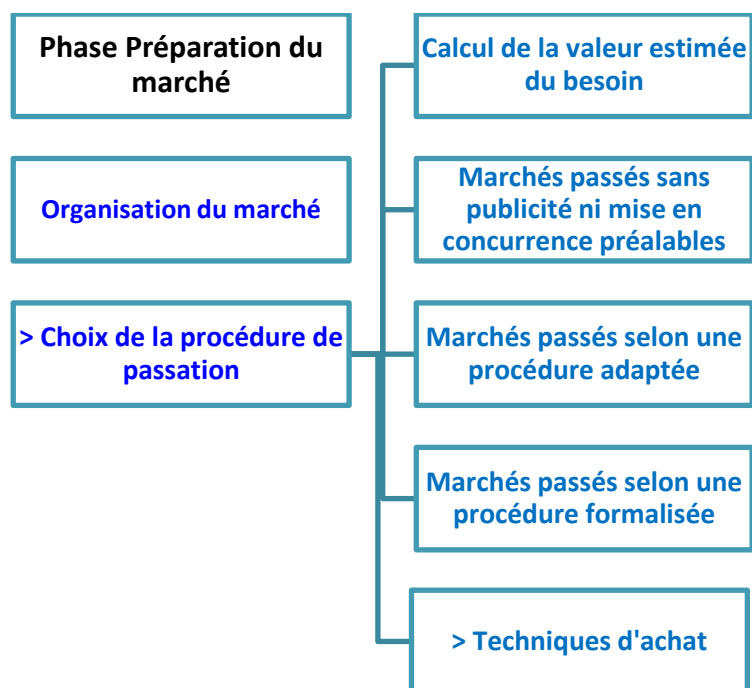 Phase Préparation du
marché
Organisation du marché
> Choix de la procédure de
passation
Calcul de la valeur estimée
du besoin
Marchés passés sans
publicité ni mise en
concurrence préalables
Marchés passés selon une
procédure adaptée
Marchés passés selon une
procédure formalisée
> Techniques d'achat